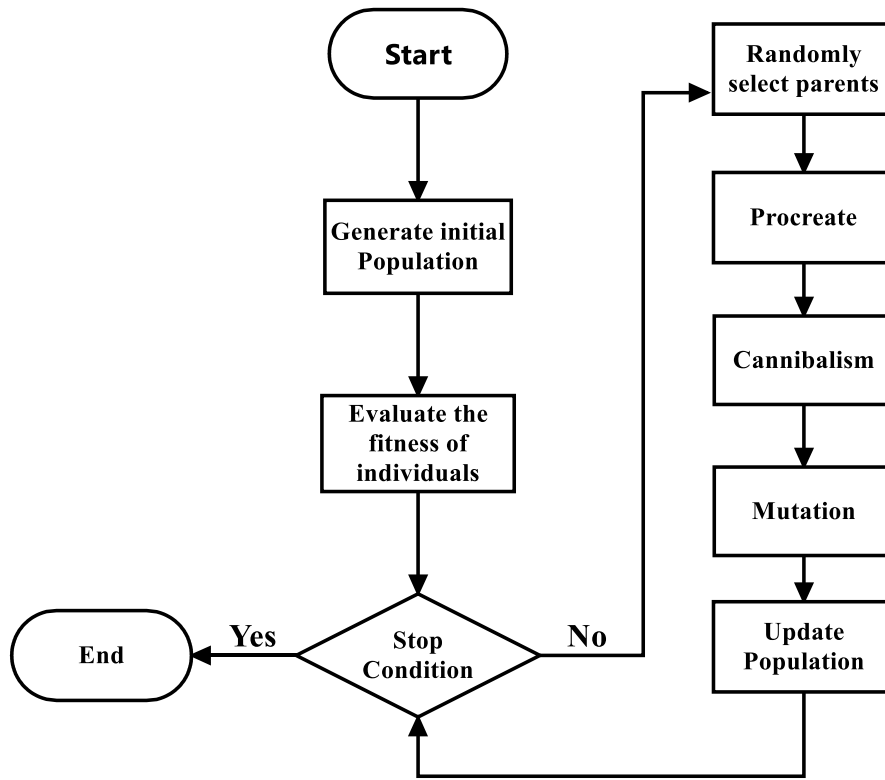 Start
Generate initial
Population
Evaluate the
fitness of
individuals
Stop
Condition
Yes
End
No
Randomly
select parents
Procreate
Cannibalism
Mutation
Update
Population